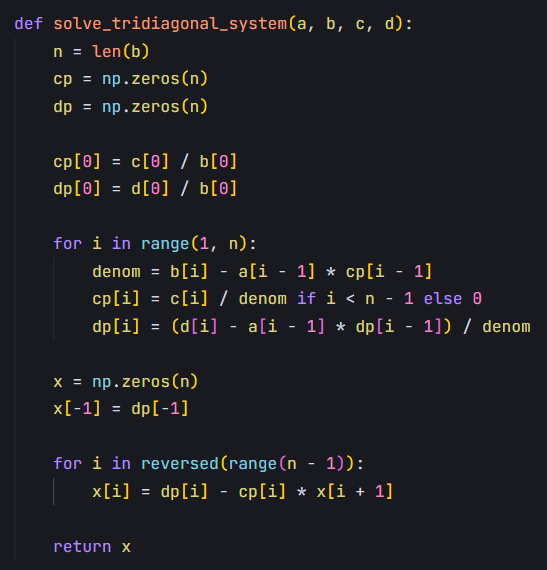 def solve_tridiagonal_system(a, b, c, d):
    n = len(b)
    cp = np.zeros(n)
    dp = np.zeros(n)

    cp[0] = c[0] / b[0]
    dp[0] = d[0] / b[0]

    for i in range(1, n):
        denom = b[i] - a[i - 1] * cp[i - 1]
        cp[i] = c[i] / denom if i < n - 1 else 0
        dp[i] = (d[i] - a[i - 1] * dp[i - 1]) / denom

    x = np.zeros(n)
    x[-1] = dp[-1]

    for i in reversed(range(n - 1)):
        x[i] = dp[i] - cp[i] * x[i + 1]

    return x